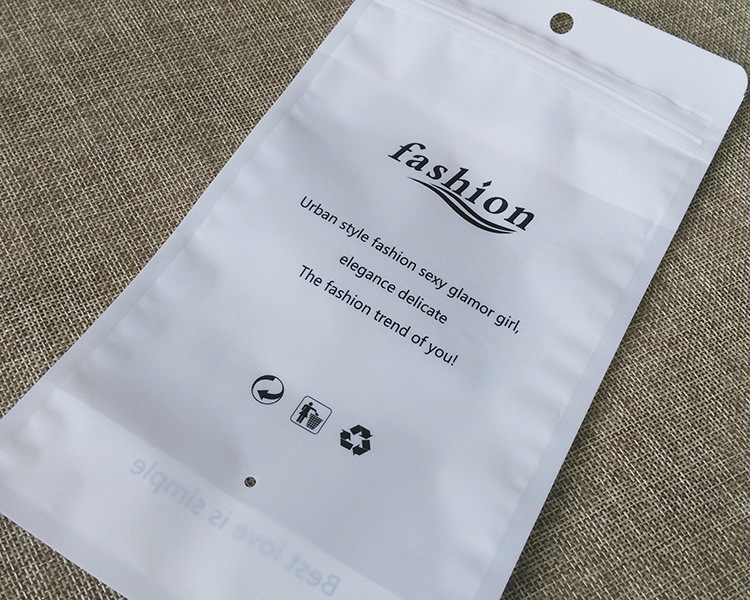 fashion
Urban style fashion sexy glamor girl,
elegance delicate
The fashion trend of you!
Best love is simple